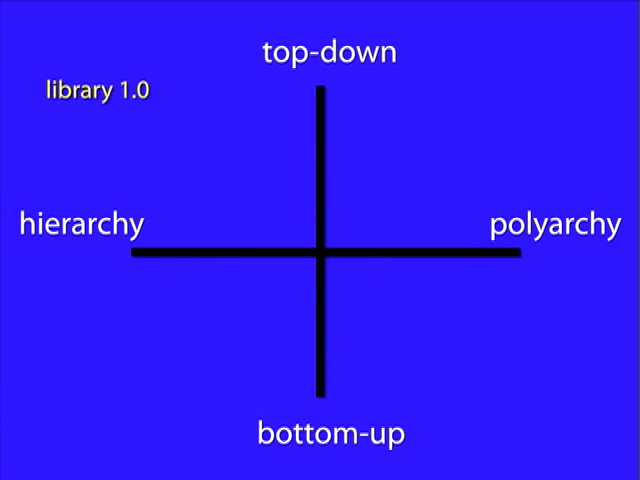 top-down
library 1.0
hierarchy
polyarchy
bottom-up